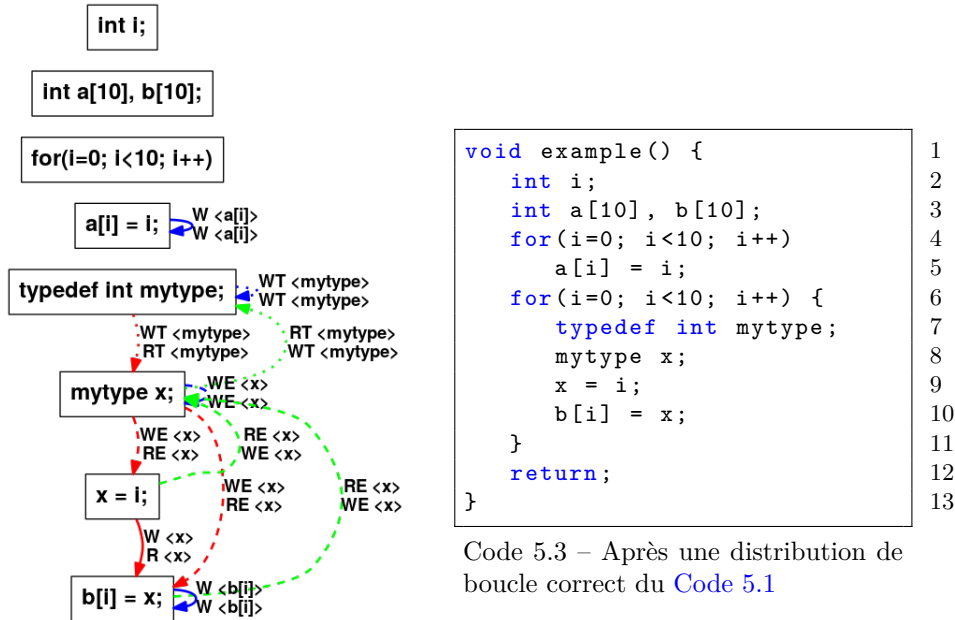 int i;
int a[10], b[10];
for(i=0; i<10; i++)
a[i] = i;
W <a[i]>
W <a[i]>
typedef int mytype;
WT <mytype>
WT <mytype>
WT <mytype>
RT <mytype>
RT <mytype>
WT <mytype>
mytype x;
WE <x>
WE <x>
WE <x>
RE <x>
RE <x>
WE <x>
x = i;
WE <x>
RE <x>
RE <x>
WE <x>
W <x>
R <x>
b[i] = x;
W <b[i]>
W <b[i]>
void example() { 1
int i; 2
int a[10], b[10]; 3
for(i=0; i<10; i++) 4
a[i] = i; 5
for(i=0; i<10; i++) { 6
typedef int mytype; 7
mytype x; 8
x = i; 9
b[i] = x; 10
} 11
return; 12
} 13
Code 5.3 – Après une distribution de
boucle correct du Code 5.1